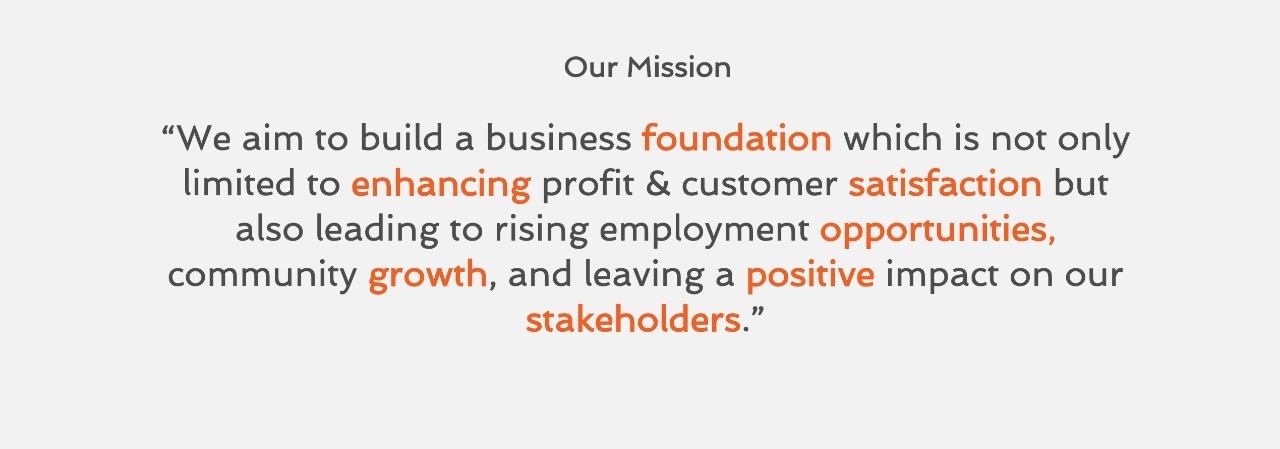 Our Mission
“We aim to build a business foundation which is not only
limited to enhancing profit & customer satisfaction but
also leading to rising employment opportunities,
community growth, and leaving a positive impact on our
stakeholders.”